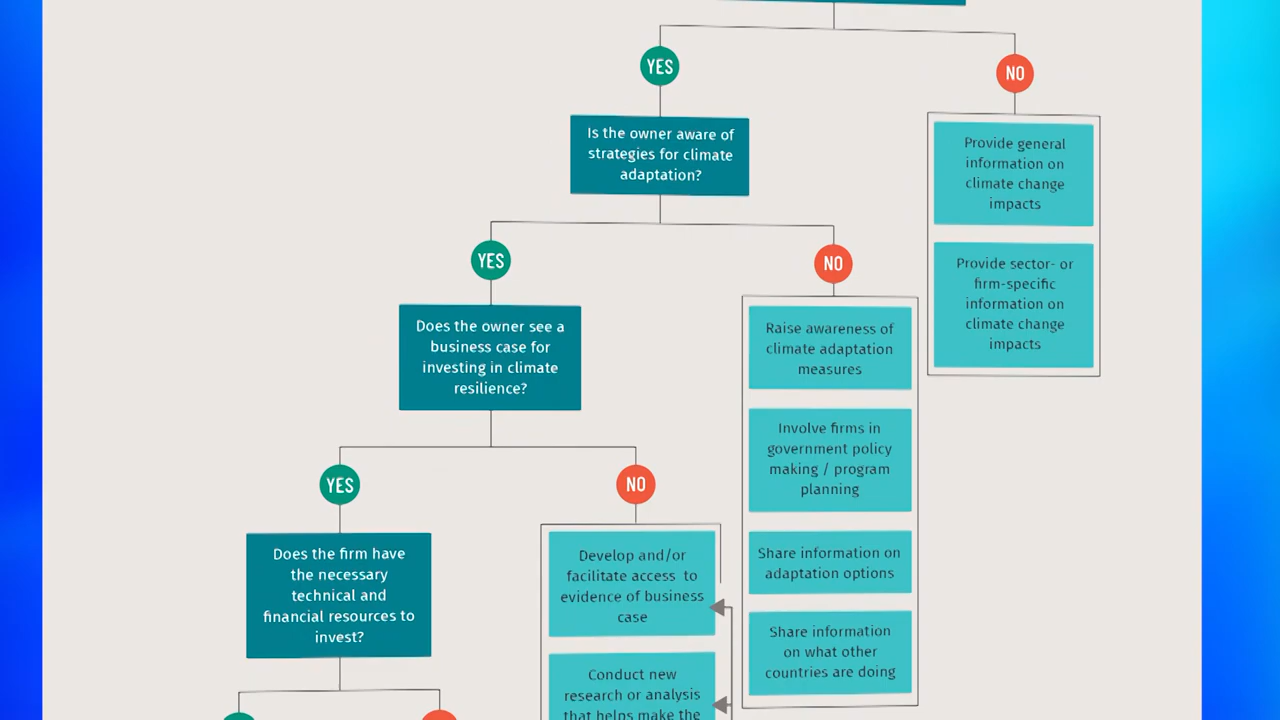 YES
NO
Is the owner aware of
strategies for climate
adaptation?
Provide general
information on
climate change
impacts
Provide sector- or
firm-specific
information on
climate change
impacts
YES
NO
Does the owner see a
business case for
investing in climate
resilience?
Raise awareness of
climate adaptation
measures
Involve firms in
government policy
making / program
planning
Share information on
adaptation options
Share information
on what other
countries are doing
YES
NO
Does the firm have
the necessary
technical and
financial resources to
invest?
Develop and/or
facilitate access to
evidence of business
case
Conduct new
research or analysis
that helps make the